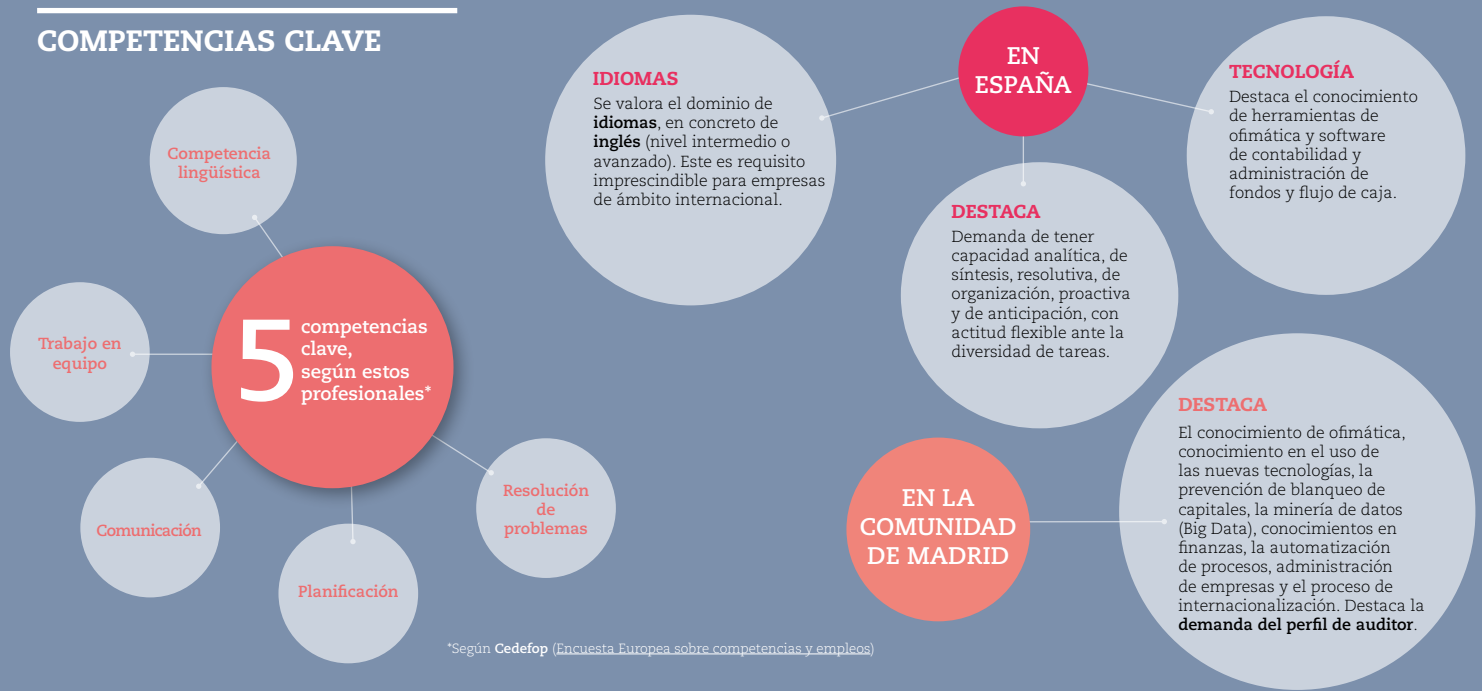 COMPETENCIAS CLAVE
Competencia
lingüística
Trabajo en
equipo
5
competencias
clave,
según estos
profesionales*
Comunicación
Planificación
Resolución
de
problemas
EN
ESPAÑA
IDIOMAS
Se valora el dominio de
idiomas, en concreto de
inglés (nivel intermedio o
avanzado). Este es requisito
imprescindible para empresas
de ámbito internacional.
DESTACA
Demanda de tener
capacidad analítica, de
síntesis, resolutiva, de
organización, proactiva
y de anticipación, con
actitud flexible ante la
diversidad de tareas.
TECNOLOGÍA
Destaca el conocimiento
de herramientas de
ofimática y software
de contabilidad y
administración de
fondos y flujo de caja.
EN LA
COMUNIDAD
DE MADRID
DESTACA
El conocimiento de ofimática,
conocimiento en el uso de
las nuevas tecnologías, la
prevención de blanqueo de
capitales, la minería de datos
(Big Data), conocimientos en
finanzas, la automatización
de procesos, administración
de empresas y el proceso de
internacionalización. Destaca la
demanda del perfil de auditor.
*Según Cedefop (Encuesta Europea sobre competencias y empleos)